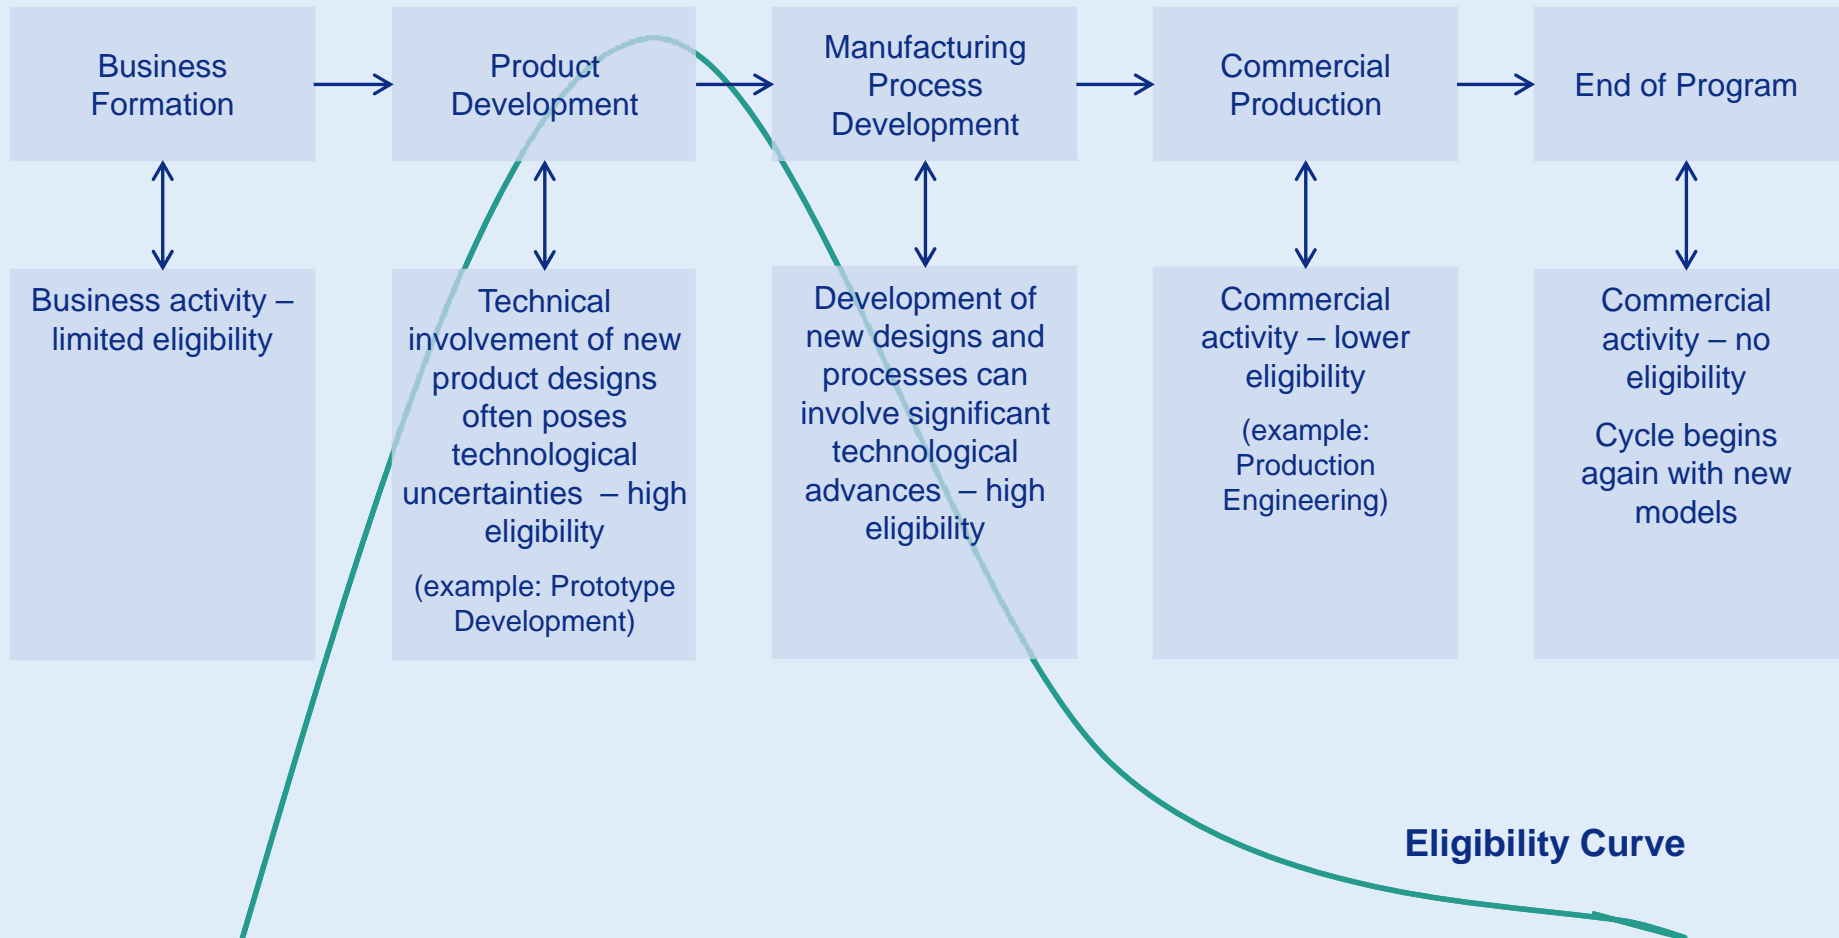 Business
Formation
Product
Development
Manufacturing
Process
Development
Commercial
Production
End of Program
Business activity –
limited eligibility
Technical
involvement of new
product designs
often poses
technological
uncertainties – high
eligibility
(example: Prototype
Development)
Development of
new designs and
processes can
involve significant
technological
advances – high
eligibility
Commercial
activity – lower
eligibility
(example:
Production
Engineering)
Commercial
activity – no
eligibility
Cycle begins
again with new
models
Eligibility Curve